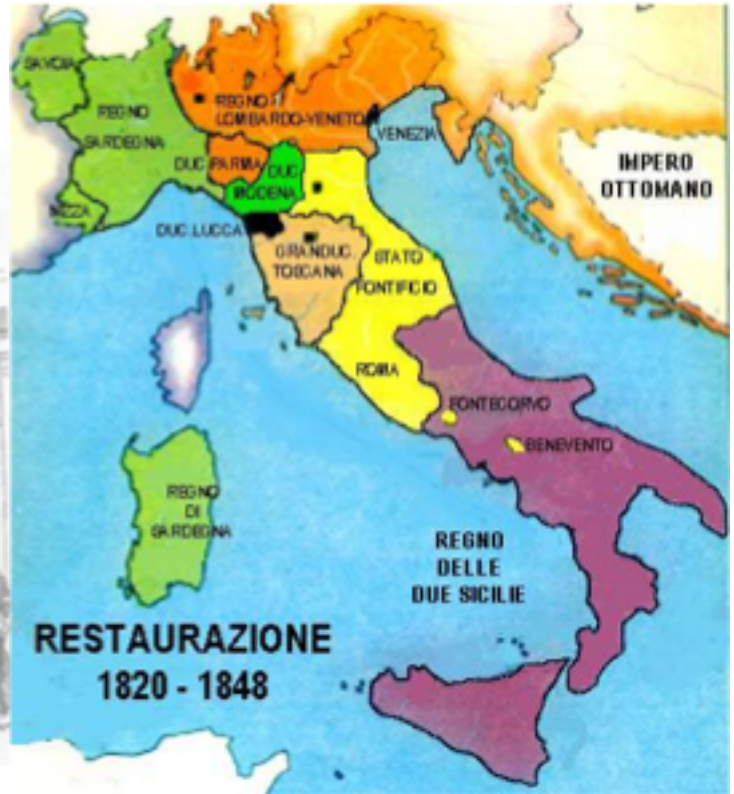 SAVOIA
REGNO
SARDEGNA
NIZZA
REGNO
LOMBARDO-VENETO
VENEZIA
DUC. PARMA
DUC.
MODENA
DUC. LUCCA
GRANDUC.
TOSCANA
STATO
PONTIFICIO
ROMA
PONTECORVO
BENEVENTO
IMPERO
OTTOMANO
REGNO
DI
SARDEGNA
REGNO
DELLE
DUE SICILIE
RESTAURAZIONE
1820 - 1848